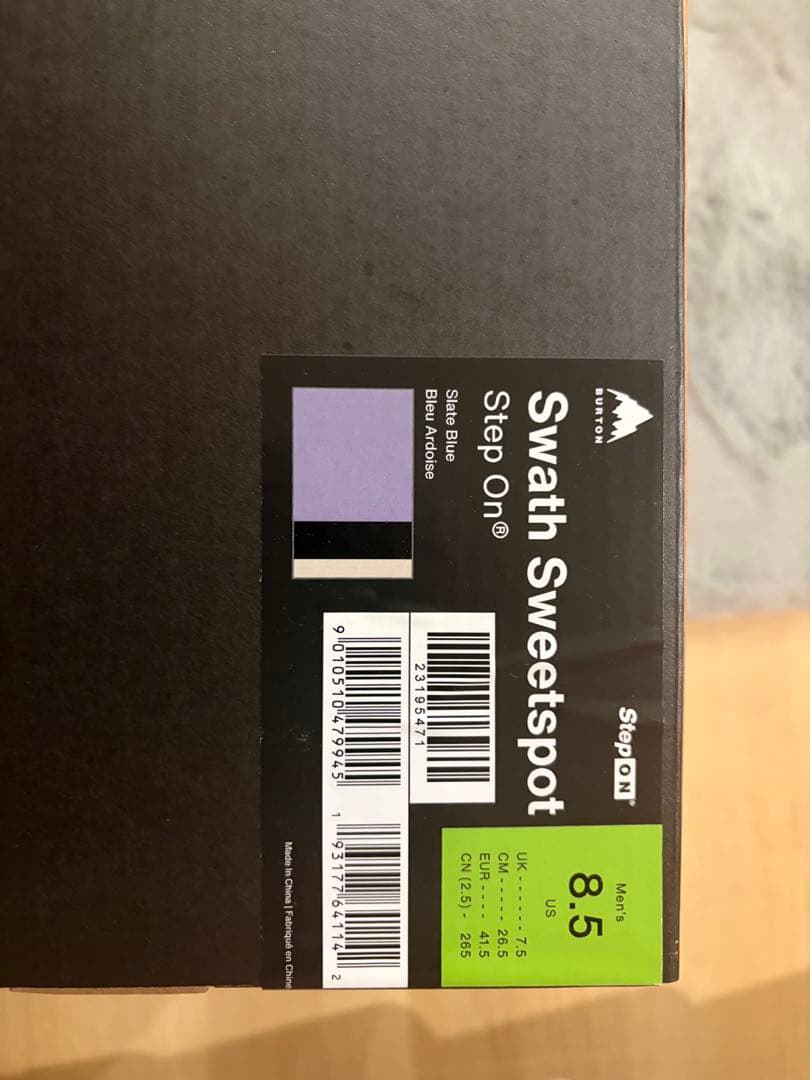 BURTON
Swath Sweetspot
Step On®
Slate Blue
Bleu Ardoise
StepON®
Men's
8.5
US
UK - - - - - - 7.5
CM - - - - - 26.5
EUR - - - - 41.5
CN (2.5) - 265
23195471
9 010510 479945
1 93177 64114 2
Made In China | Fabriqué en Chine